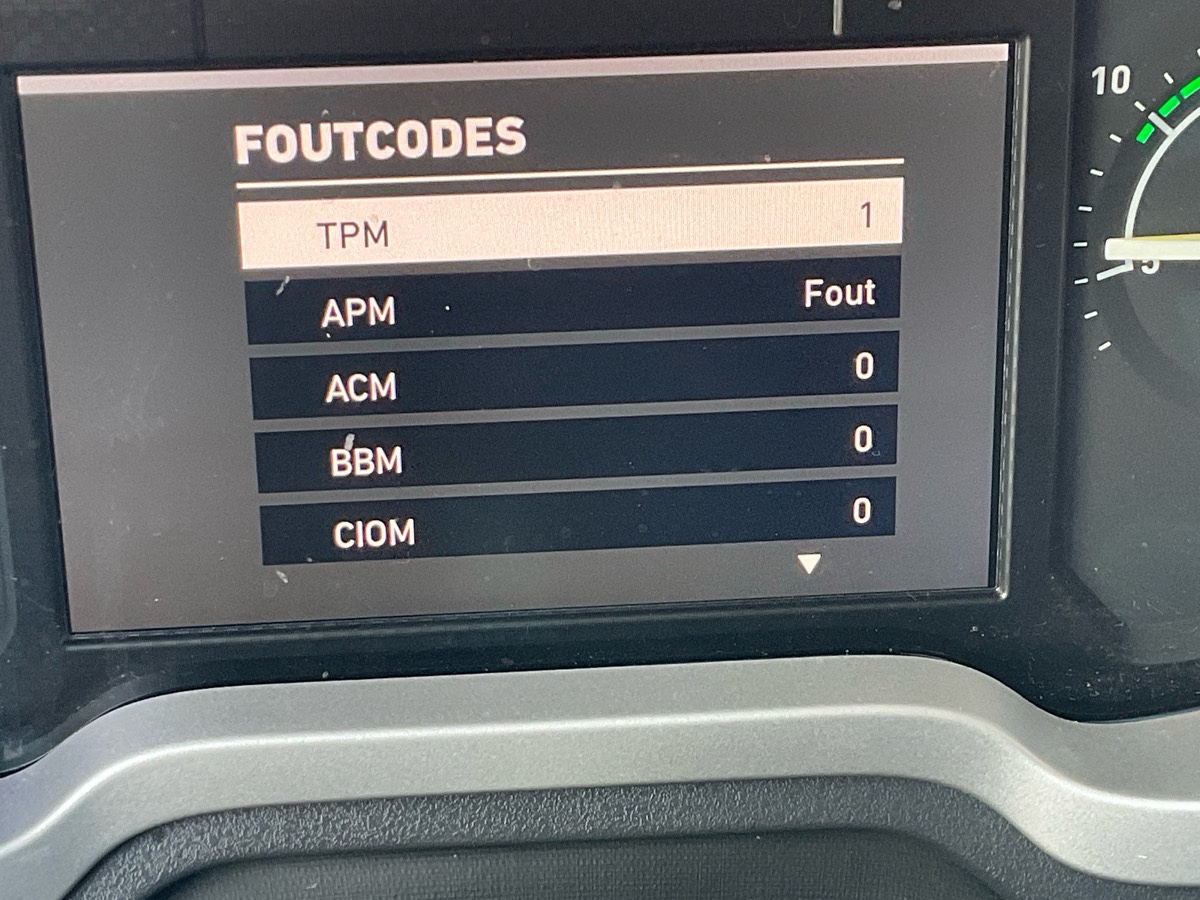 FOUTCODES
TPM 1
APM Fout
ACM 0
BBM 0
CIOM 0
10
5